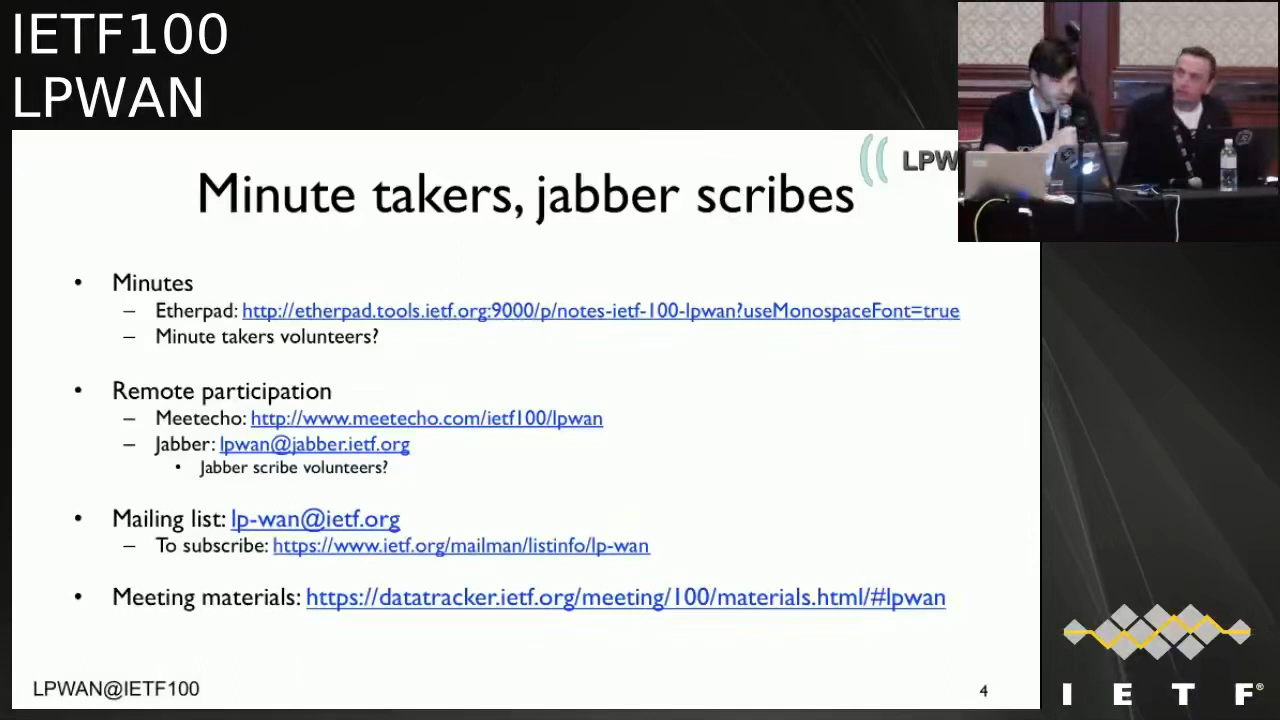 IETF100
LPWAN
LPW
Minute takers, jabber scribes
• Minutes
– Etherpad: http://etherpad.tools.ietf.org:9000/p/notes-ietf-100-lpwan?useMonospaceFont=true
– Minute takers volunteers?
• Remote participation
– Meetecho: http://www.meetecho.com/ietf100/lpwan
– Jabber: lpwan@jabber.ietf.org
• Jabber scribe volunteers?
• Mailing list: lp-wan@ietf.org
– To subscribe: https://www.ietf.org/mailman/listinfo/lp-wan
• Meeting materials: https://datatracker.ietf.org/meeting/100/materials.html/#lpwan
LPWAN@IETF100
4
I E T F®